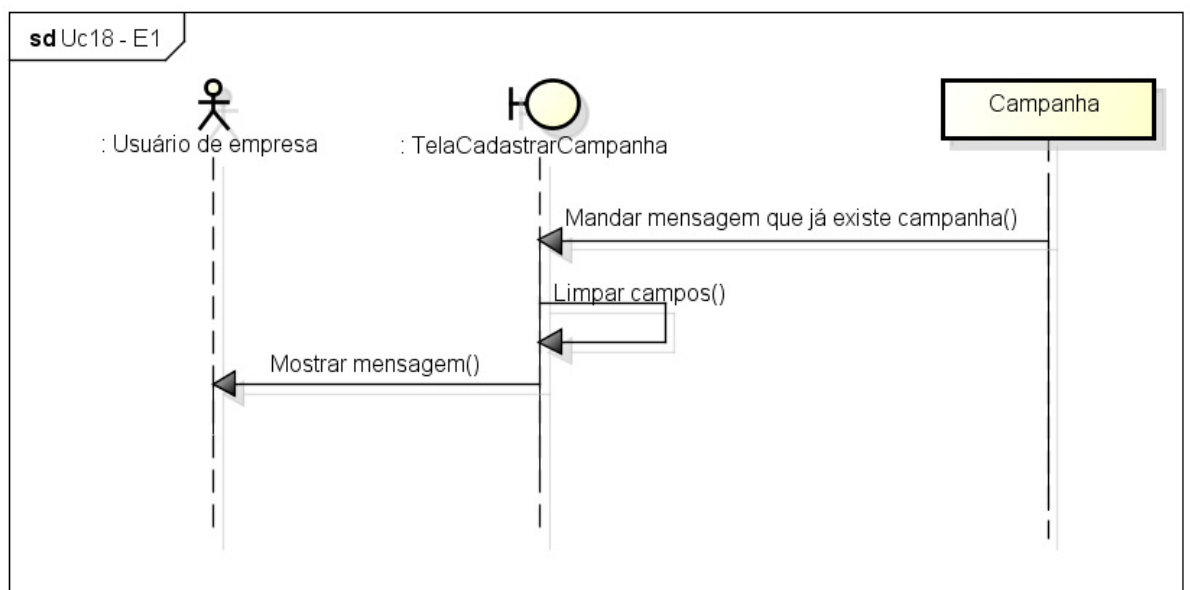 sd Uc18 - E1
: Usuário de empresa
: TelaCadastrarCampanha
Campanha
Mandar mensagem que já existe campanha()
Limpar campos()
Mostrar mensagem()